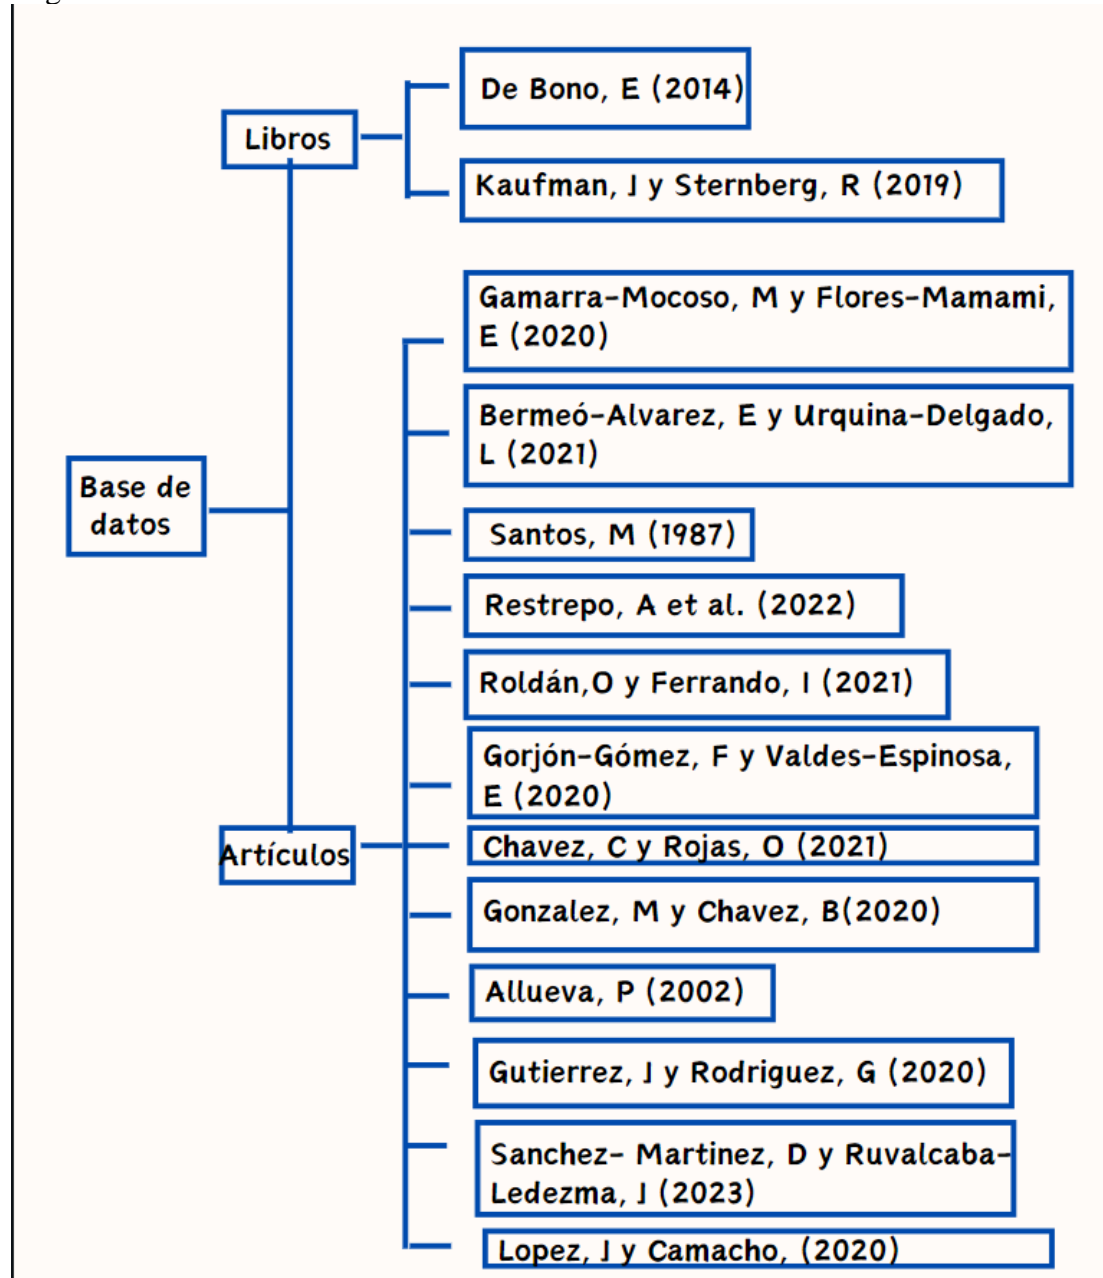 De Bono, E (2014)
Libros
Kaufman, J y Sternberg, R (2019)
Gamarra-Mocoso, M y Flores-Mamami,
E (2020)
Bermeó-Alvarez, E y Urquina-Delgado,
L (2021)
Base de
datos
Santos, M (1987)
Restrepo, A et al. (2022)
Roldán,O y Ferrando, I (2021)
Gorjón-Gómez, F y Valdes-Espinosa,
E (2020)
Artículos
Chavez, C y Rojas, O (2021)
Gonzalez, M y Chavez, B(2020)
Allueva, P (2002)
Gutierrez, J y Rodriguez, G (2020)
Sanchez- Martinez, D y Ruvalcaba-
Ledezma, J (2023)
Lopez, J y Camacho, (2020)